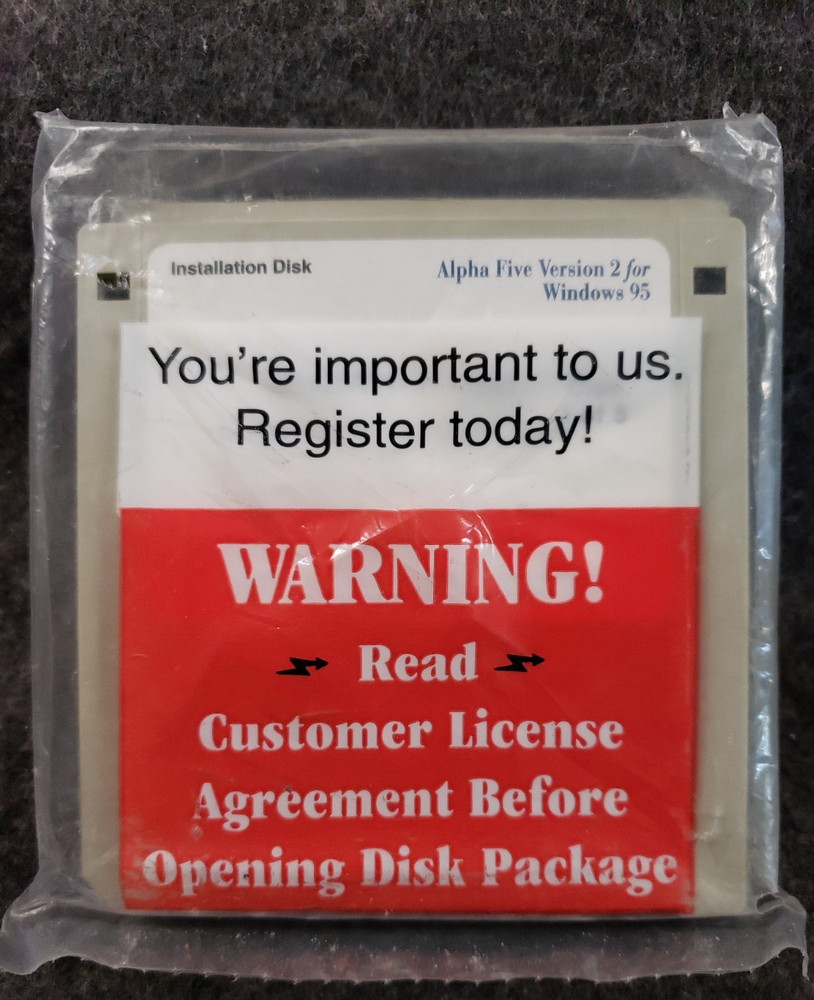 Installation Disk
Alpha Five Version 2 for
Windows 95
You're important to us.
Register today!
WARNING!
Read
Customer License
Agreement Before
Opening Disk Package